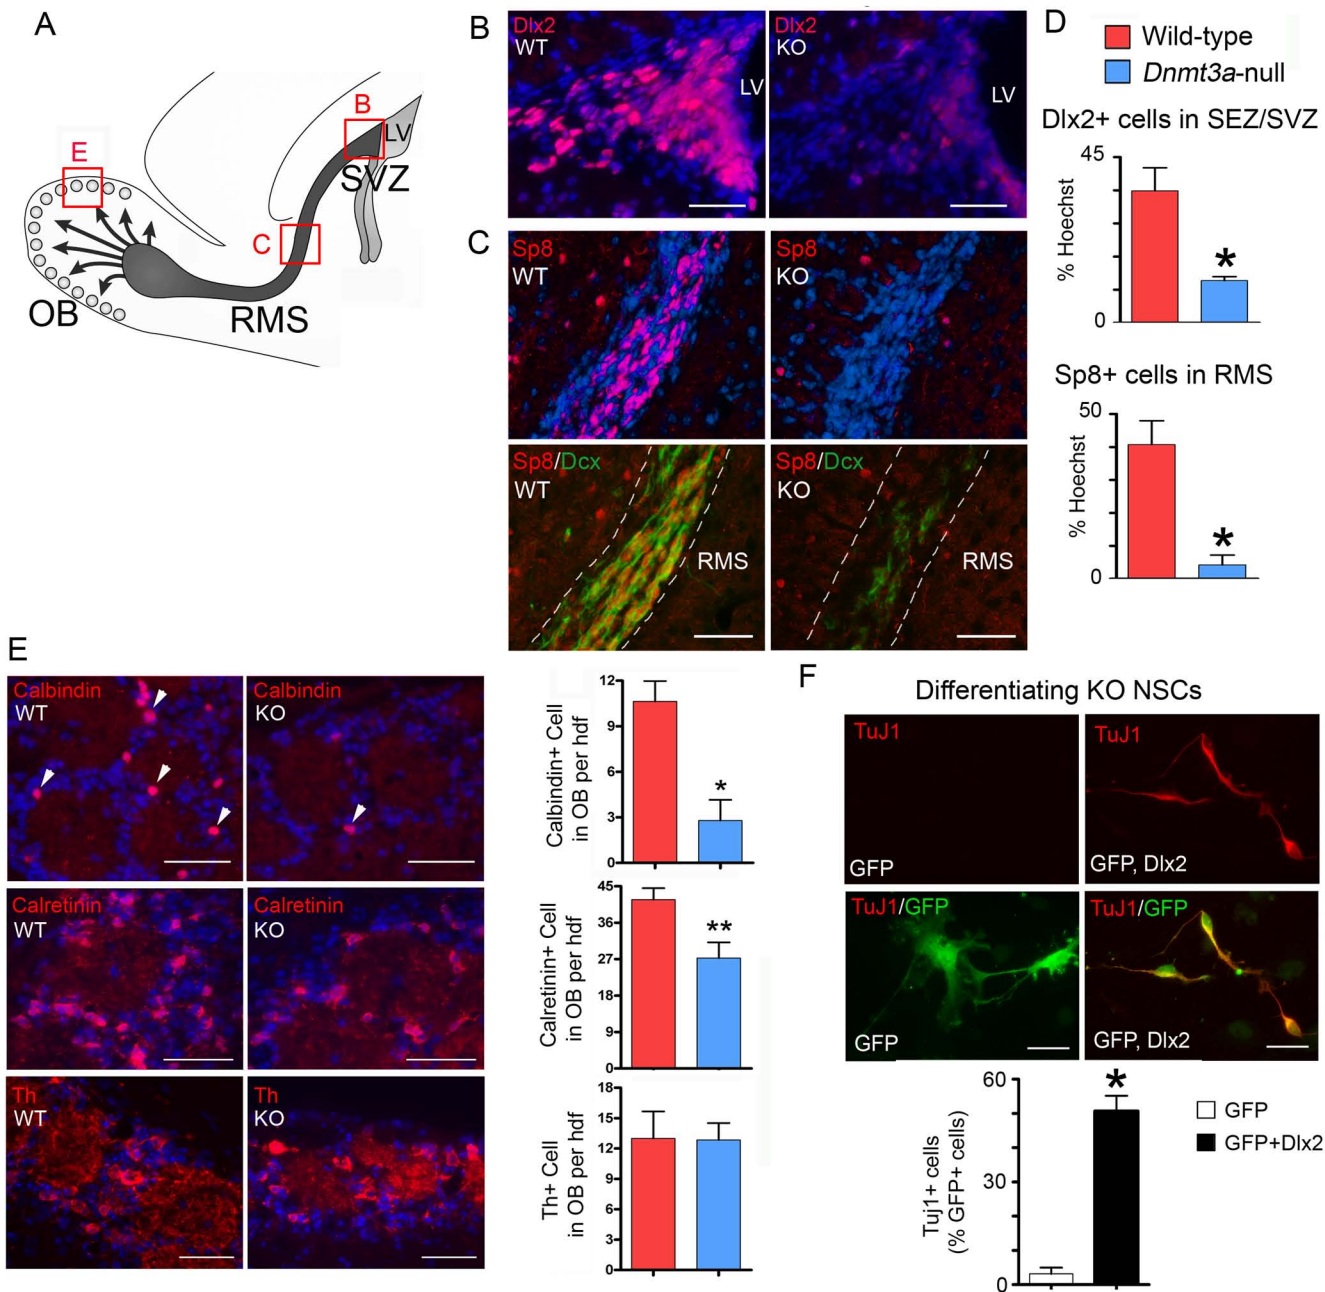 A
B
LV
E
SVZ
C
OB
RMS
B
Dlx2
WT
LV
Dlx2
KO
LV
C
Sp8
WT
Sp8
KO
Sp8/Dcx
WT
RMS
Sp8/Dcx
KO
RMS
D
Wild-type
Dnmt3a-null
Dlx2+ cells in SEZ/SVZ
45
% Hoechst
*
0
Sp8+ cells in RMS
50
% Hoechst
*
0
E
Calbindin
WT
Calbindin
KO
Calretinin
WT
Calretinin
KO
Th
WT
Th
KO
Calbindin+ Cell
in OB per hdf
12
9
6
3
0
*
Calretinin+ Cell
in OB per hdf
45
36
27
18
9
0
**
Th+ Cell
in OB per hdf
18
15
12
9
6
3
0
F
Differentiating KO NSCs
TuJ1
GFP
TuJ1
GFP, Dlx2
TuJ1/GFP
GFP
TuJ1/GFP
GFP, Dlx2
Tuj1+ cells
(% GFP+ cells)
60
30
0
*
GFP
GFP+Dlx2